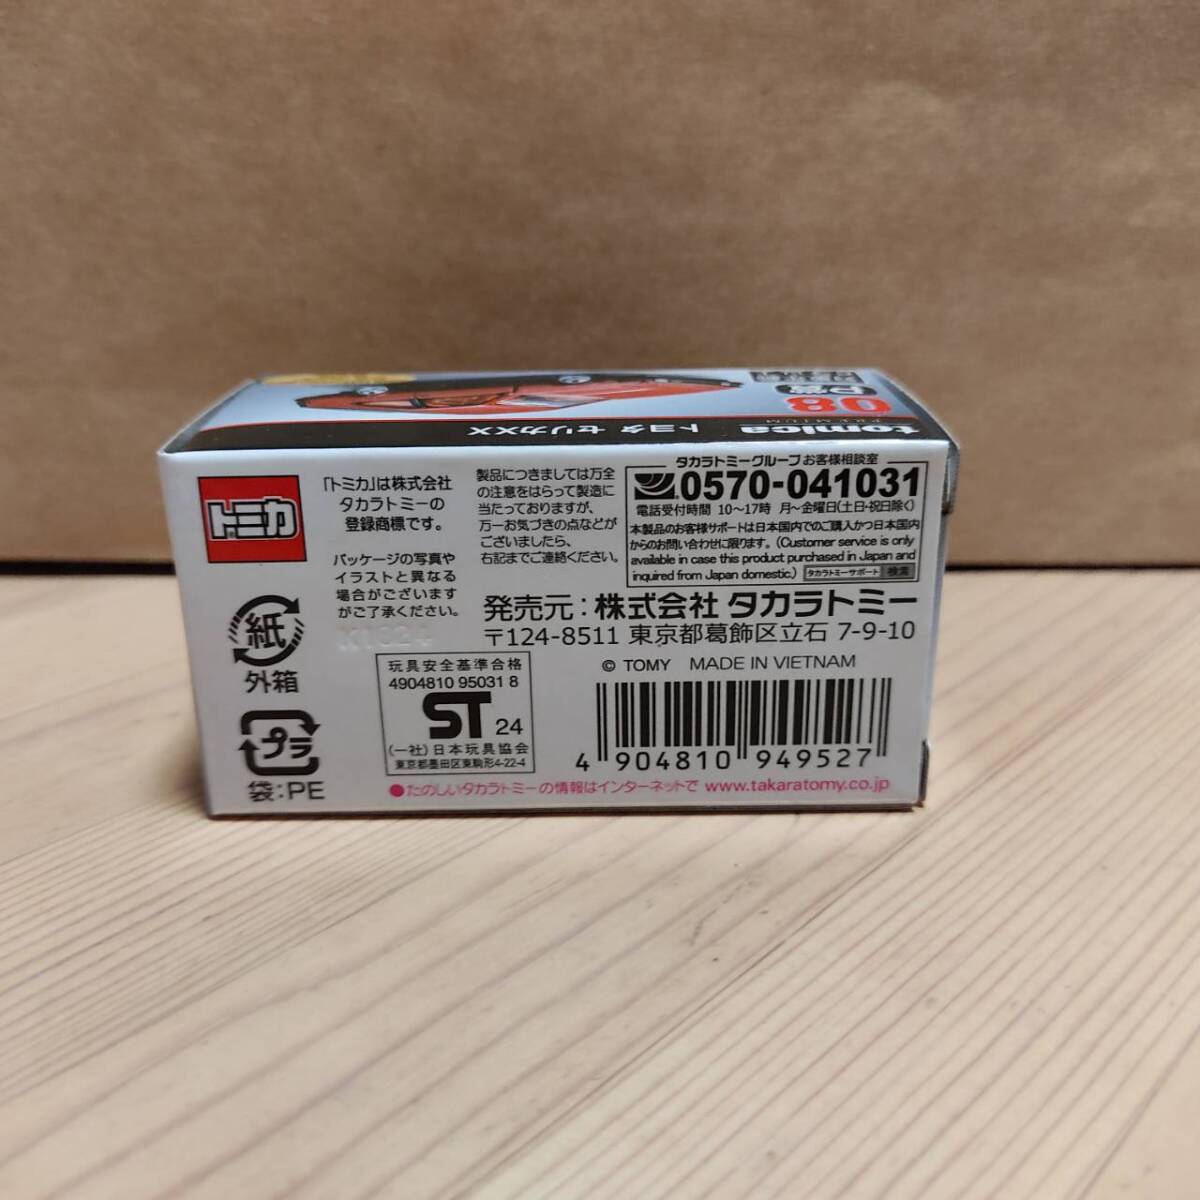 トヨタ セリカXX
tomica
PREMIUM
08
トミカ
「トミカ」は株式会社
タカラトミーの
登録商標です。
パッケージの写真や
イラストと異なる
場合がございます
がご了承ください。
製品につきましては万全
の注意をはらって製造に
当たっておりますが、
万一お気づきの点などが
ございましたら、
右記までご連絡ください。
タカラトミーグループ お客様相談室
0570-041031
電話受付時間 10～17時 月～金曜日(土日・祝日除く)
本製品のお客様サポートは日本国内でのご購入かつ日本国内
からのお問い合わせに限ります。(Customer service is only
available in case this product purchased in Japan and
inquired from Japan domestic.) タカラトミーサポート 検索
発売元：株式会社 タカラトミー
〒124-8511 東京都葛飾区立石 7-9-10
© TOMY MADE IN VIETNAM
紙
外箱
プラ
袋：PE
玩具安全基準合格
4904810 95031 8
ST 24
(一社)日本玩具協会
東京都墨田区東駒形4-22-4
4 904810 949527
●たのしいタカラトミーの情報はインターネットで www.takaratomy.co.jp